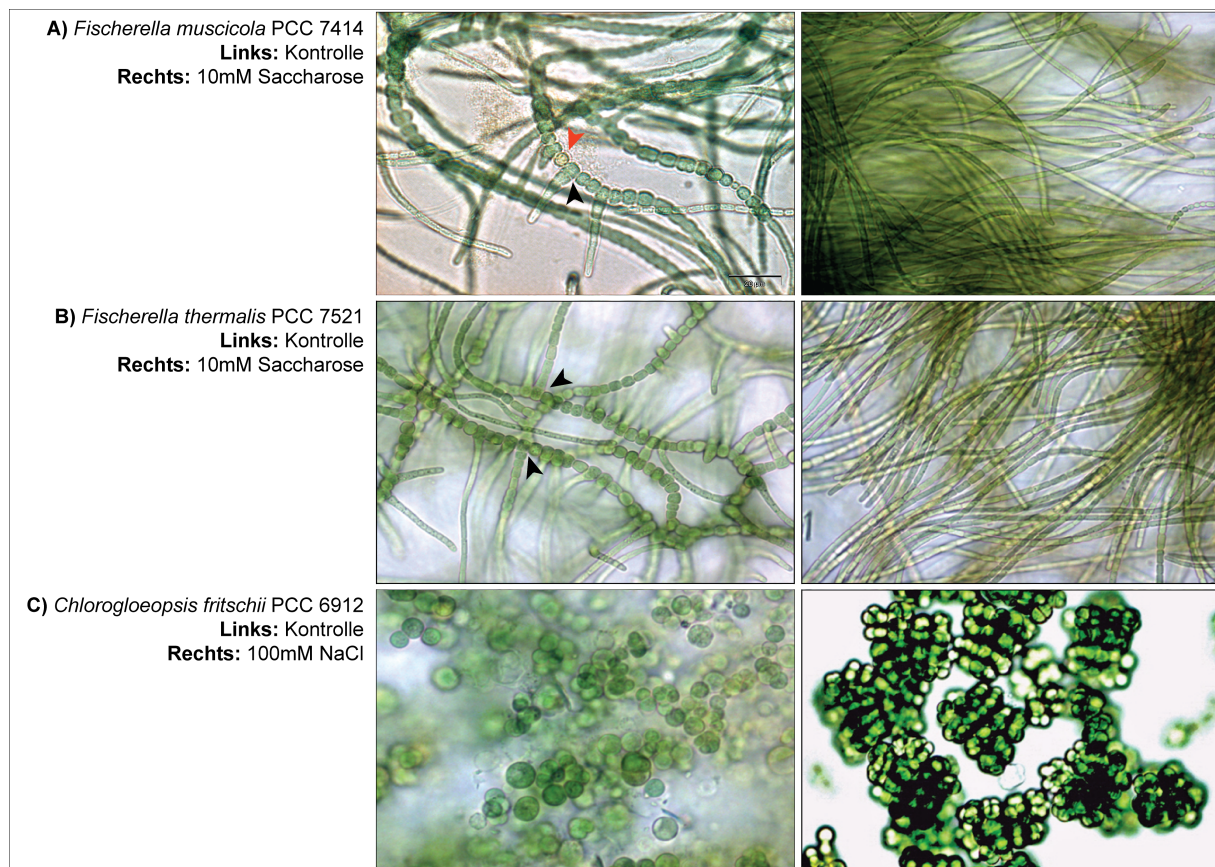 A) Fischerella muscicola PCC 7414
Links: Kontrolle
Rechts: 10mM Saccharose
B) Fischerella thermalis PCC 7521
Links: Kontrolle
Rechts: 10mM Saccharose
C) Chlorogloeopsis fritschii PCC 6912
Links: Kontrolle
Rechts: 100mM NaCl